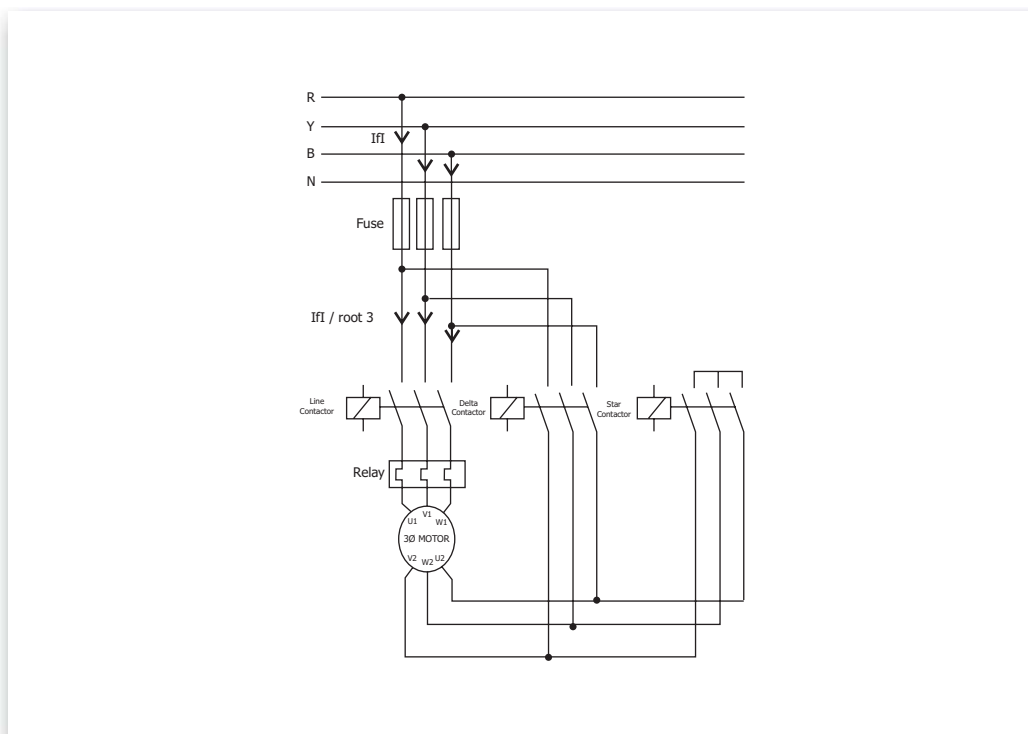 R
Y
IfI
B
N
Fuse
IfI / root 3
Line
Contactor
Delta
Contactor
Star
Contactor
Relay
U1
V1
W1
3Ø MOTOR
V2
W2
U2